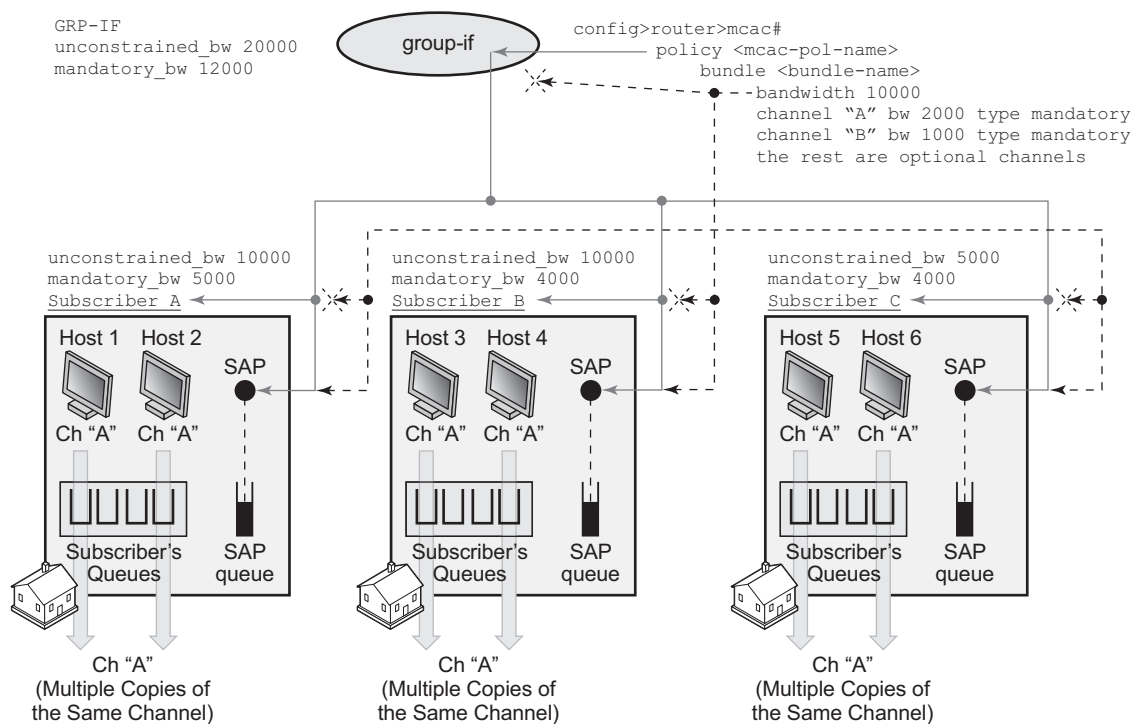 GRP-IF
unconstrained_bw 20000
mandatory_bw 12000
group-if
config>router>mcac#
policy <mcac-pol-name>
bundle <bundle-name>
bandwidth 10000
channel “A” bw 2000 type mandatory
channel “B” bw 1000 type mandatory
the rest are optional channels
unconstrained_bw 10000
mandatory_bw 5000
Subscriber A
Host 1
Host 2
SAP
Ch “A”
Ch “A”
Subscriber’s
Queues
SAP
queue
Ch “A”
(Multiple Copies of
the Same Channel)
unconstrained_bw 10000
mandatory_bw 4000
Subscriber B
Host 3
Host 4
SAP
Ch “A”
Ch “A”
Subscriber’s
Queues
SAP
queue
Ch “A”
(Multiple Copies of
the Same Channel)
unconstrained_bw 5000
mandatory_bw 4000
Subscriber C
Host 5
Host 6
SAP
Ch “A”
Ch “A”
Subscriber’s
Queues
SAP
queue
Ch “A”
(Multiple Copies of
the Same Channel)